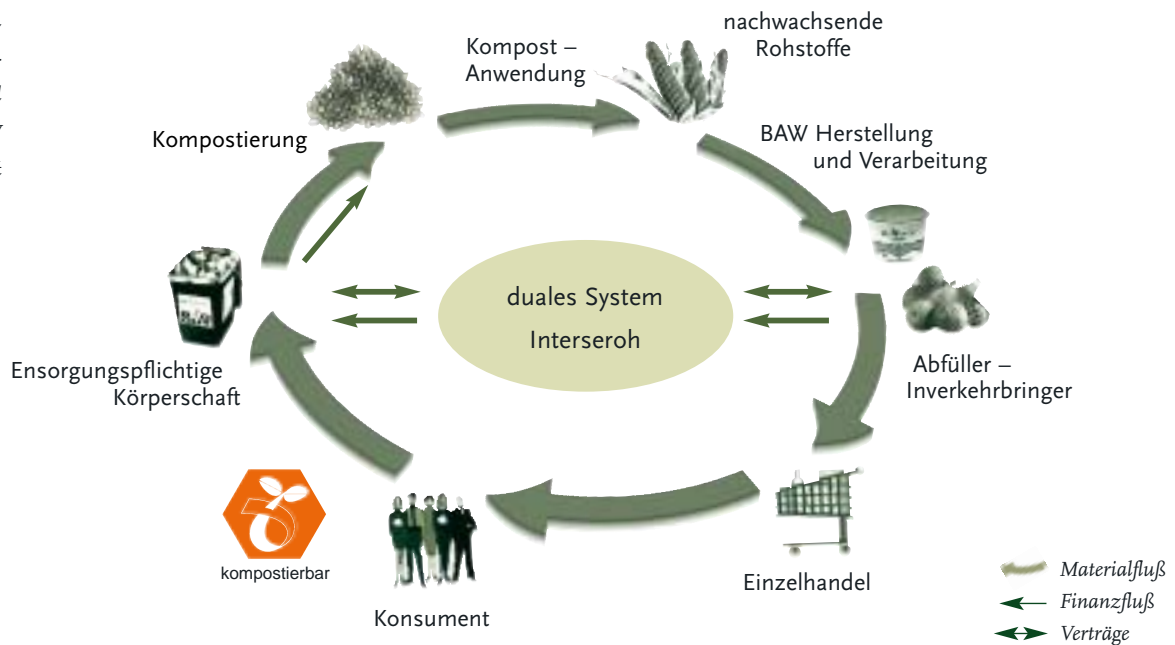 nachwachsende
Rohstoffe
Kompost –
Anwendung
Kompostierung
BAW Herstellung
und Verarbeitung
duales System
Interseroh
Ensorgungspflichtige
Körperschaft
Abfüller –
Inverkehrbringer
kompostierbar
Einzelhandel
Konsument
Materialfluß
Finanzfluß
Verträge